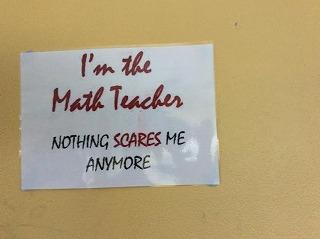 I'm the
Math Teacher
NOTHING SCARES ME
ANYMORE